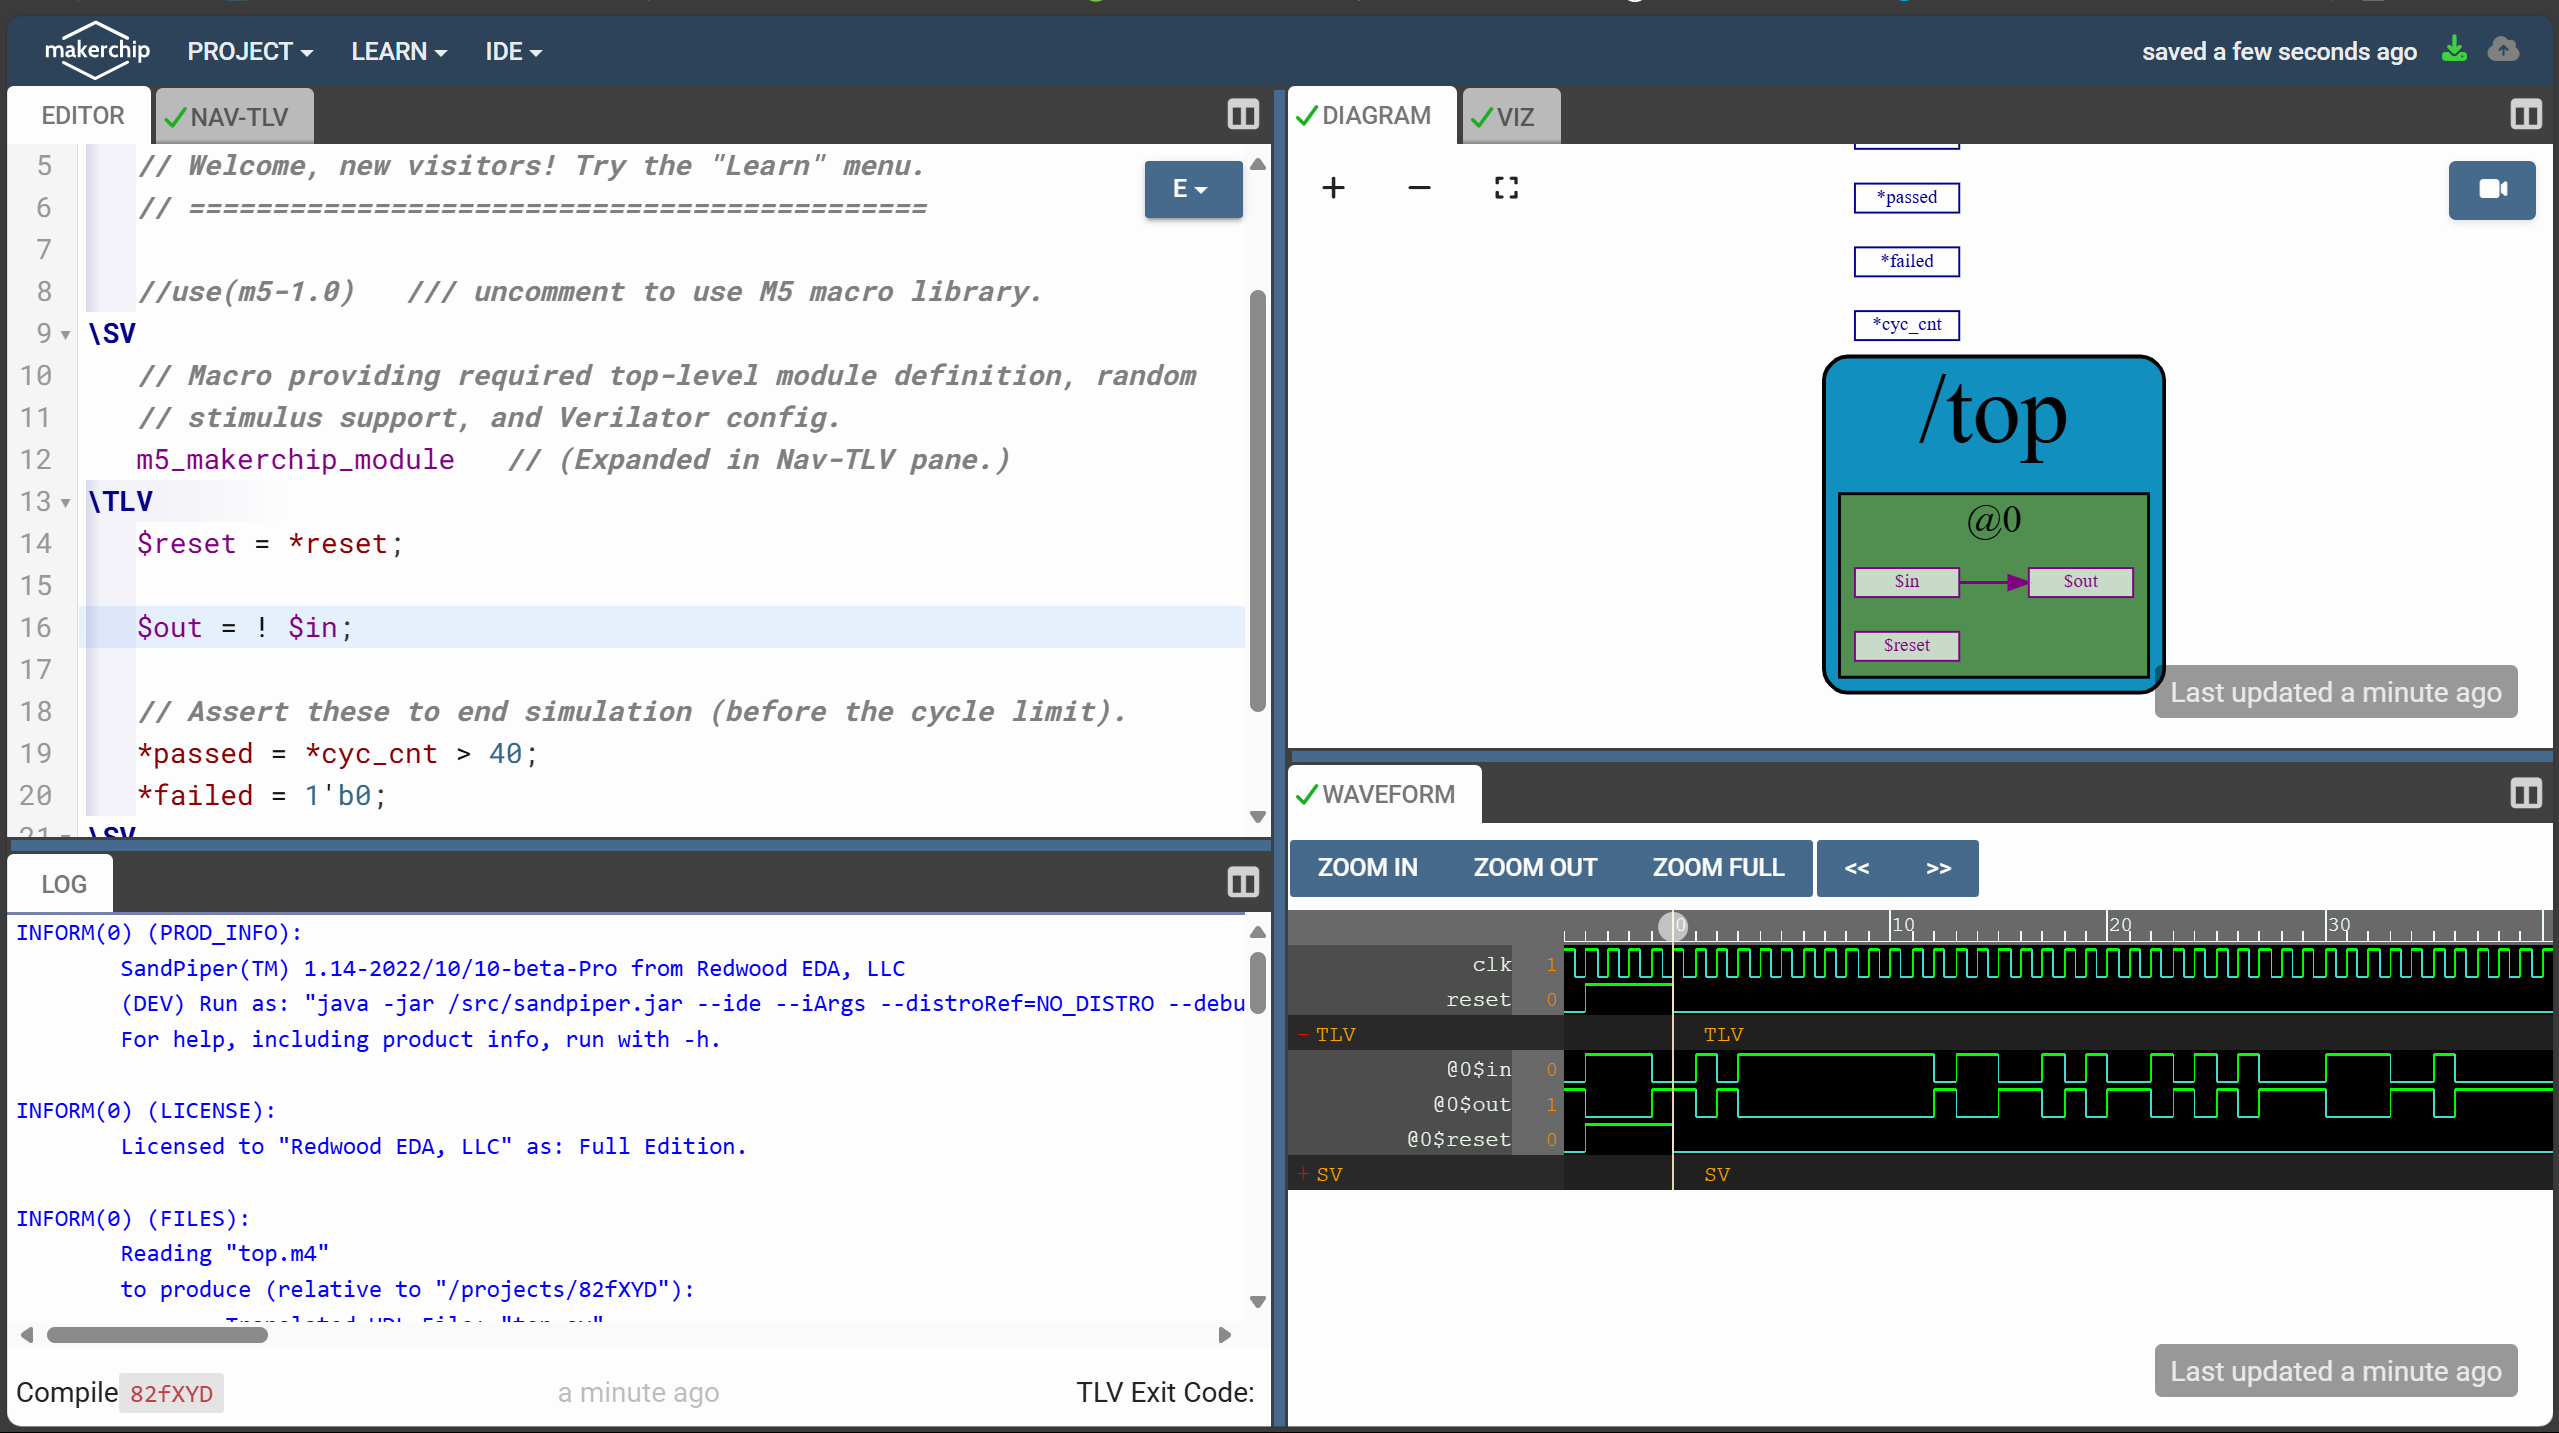 makerchip PROJECT LEARN IDE saved a few seconds ago
EDITOR NAV-TLV
5 // Welcome, new visitors! Try the "Learn" menu.
6 // ============================================
7
8 //use(m5-1.0) /// uncomment to use M5 macro library.
9 \SV
10 // Macro providing required top-level module definition, random
11 // stimulus support, and Verilator config.
12 m5_makerchip_module // (Expanded in Nav-TLV pane.)
13 \TLV
14 $reset = *reset;
15
16 $out = ! $in;
17
18 // Assert these to end simulation (before the cycle limit).
19 *passed = *cyc_cnt > 40;
20 *failed = 1'b0;
21 \SV
E
LOG
INFORM(0) (PROD_INFO):
SandPiper(TM) 1.14-2022/10/10-beta-Pro from Redwood EDA, LLC
(DEV) Run as: "java -jar /src/sandpiper.jar --ide --iArgs --distroRef=NO_DISTRO --debu
For help, including product info, run with -h.
INFORM(0) (LICENSE):
Licensed to "Redwood EDA, LLC" as: Full Edition.
INFORM(0) (FILES):
Reading "top.m4"
to produce (relative to "/projects/82fXYD"):
Compile 82fXYD a minute ago TLV Exit Code:
DIAGRAM VIZ
*passed
*failed
*cyc_cnt
/top
@0
$in $out
$reset
Last updated a minute ago
WAVEFORM
ZOOM IN ZOOM OUT ZOOM FULL << >>
0 10 20 30
clk 1
reset 0
- TLV TLV
@0$in 0
@0$out 1
@0$reset 0
+ SV SV
Last updated a minute ago